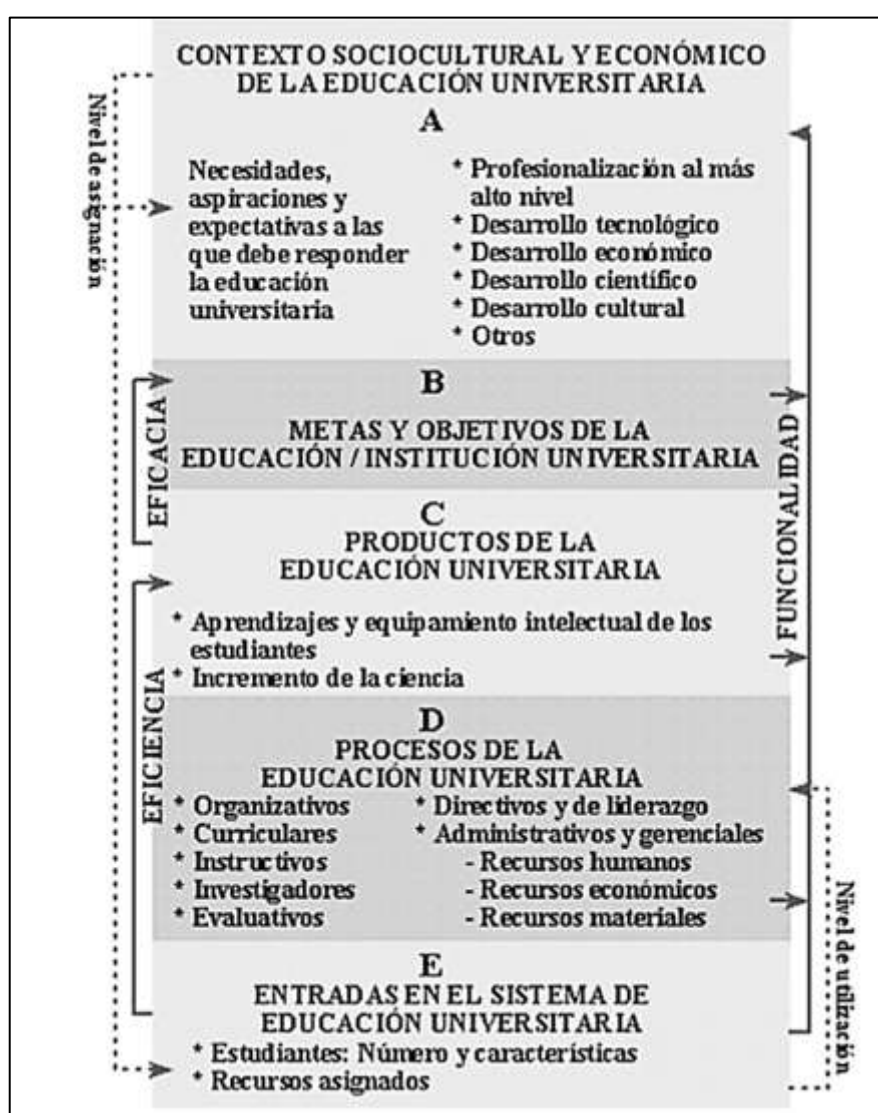 CONTEXTO SOCIOCULTURAL Y ECONÓMICO
DE LA EDUCACIÓN UNIVERSITARIA
A
Necesidades,
aspiraciones y
expectativas a las
que debe responder
la educación
universitaria
* Profesionalización al más
alto nivel
* Desarrollo tecnológico
* Desarrollo económico
* Desarrollo científico
* Desarrollo cultural
* Otros
Nivel de asignación
B
METAS Y OBJETIVOS DE LA
EDUCACIÓN / INSTITUCIÓN UNIVERSITARIA
EFICACIA
FUNCIONALIDAD
C
PRODUCTOS DE LA
EDUCACIÓN UNIVERSITARIA
* Aprendizajes y equipamiento intelectual de los
estudiantes
* Incremento de la ciencia
EFICIENCIA
D
PROCESOS DE LA
EDUCACIÓN UNIVERSITARIA
* Organizativos
* Curriculares
* Instructivos
* Investigadores
* Evaluativos
* Directivos y de liderazgo
* Administrativos y gerenciales
- Recursos humanos
- Recursos económicos
- Recursos materiales
Nivel de utilización
E
ENTRADAS EN EL SISTEMA DE
EDUCACIÓN UNIVERSITARIA
* Estudiantes: Número y características
* Recursos asignados